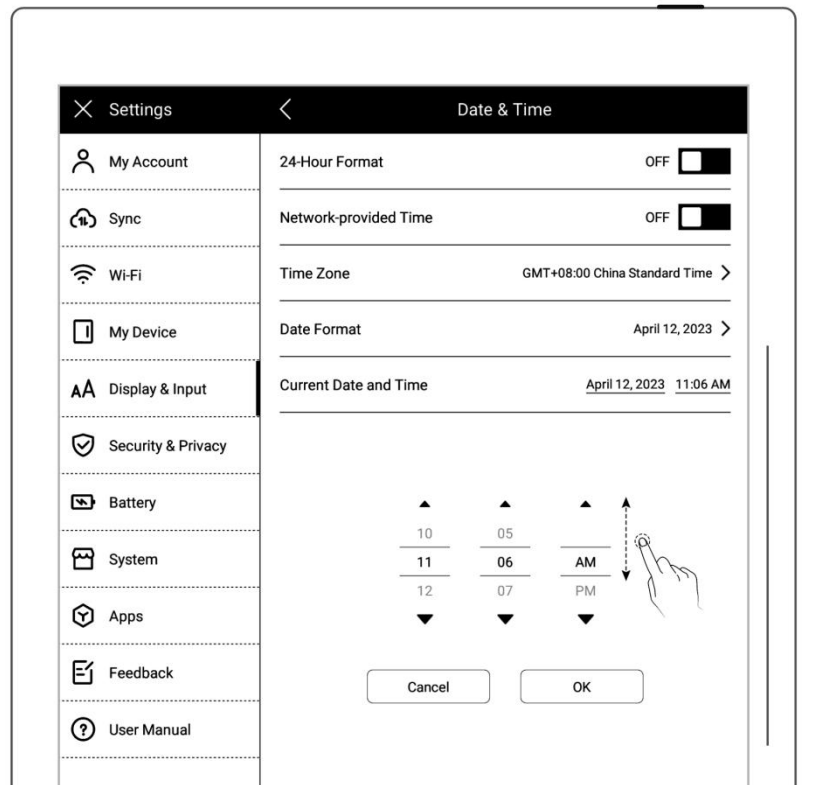 Settings
Date & Time
My Account
Sync
Wi-Fi
My Device
Display & Input
Security & Privacy
Battery
System
Apps
Feedback
User Manual
24-Hour Format OFF
Network-provided Time OFF
Time Zone GMT+08:00 China Standard Time
Date Format April 12, 2023
Current Date and Time April 12, 2023 11:06 AM
10 05
11 06 AM
12 07 PM
Cancel OK